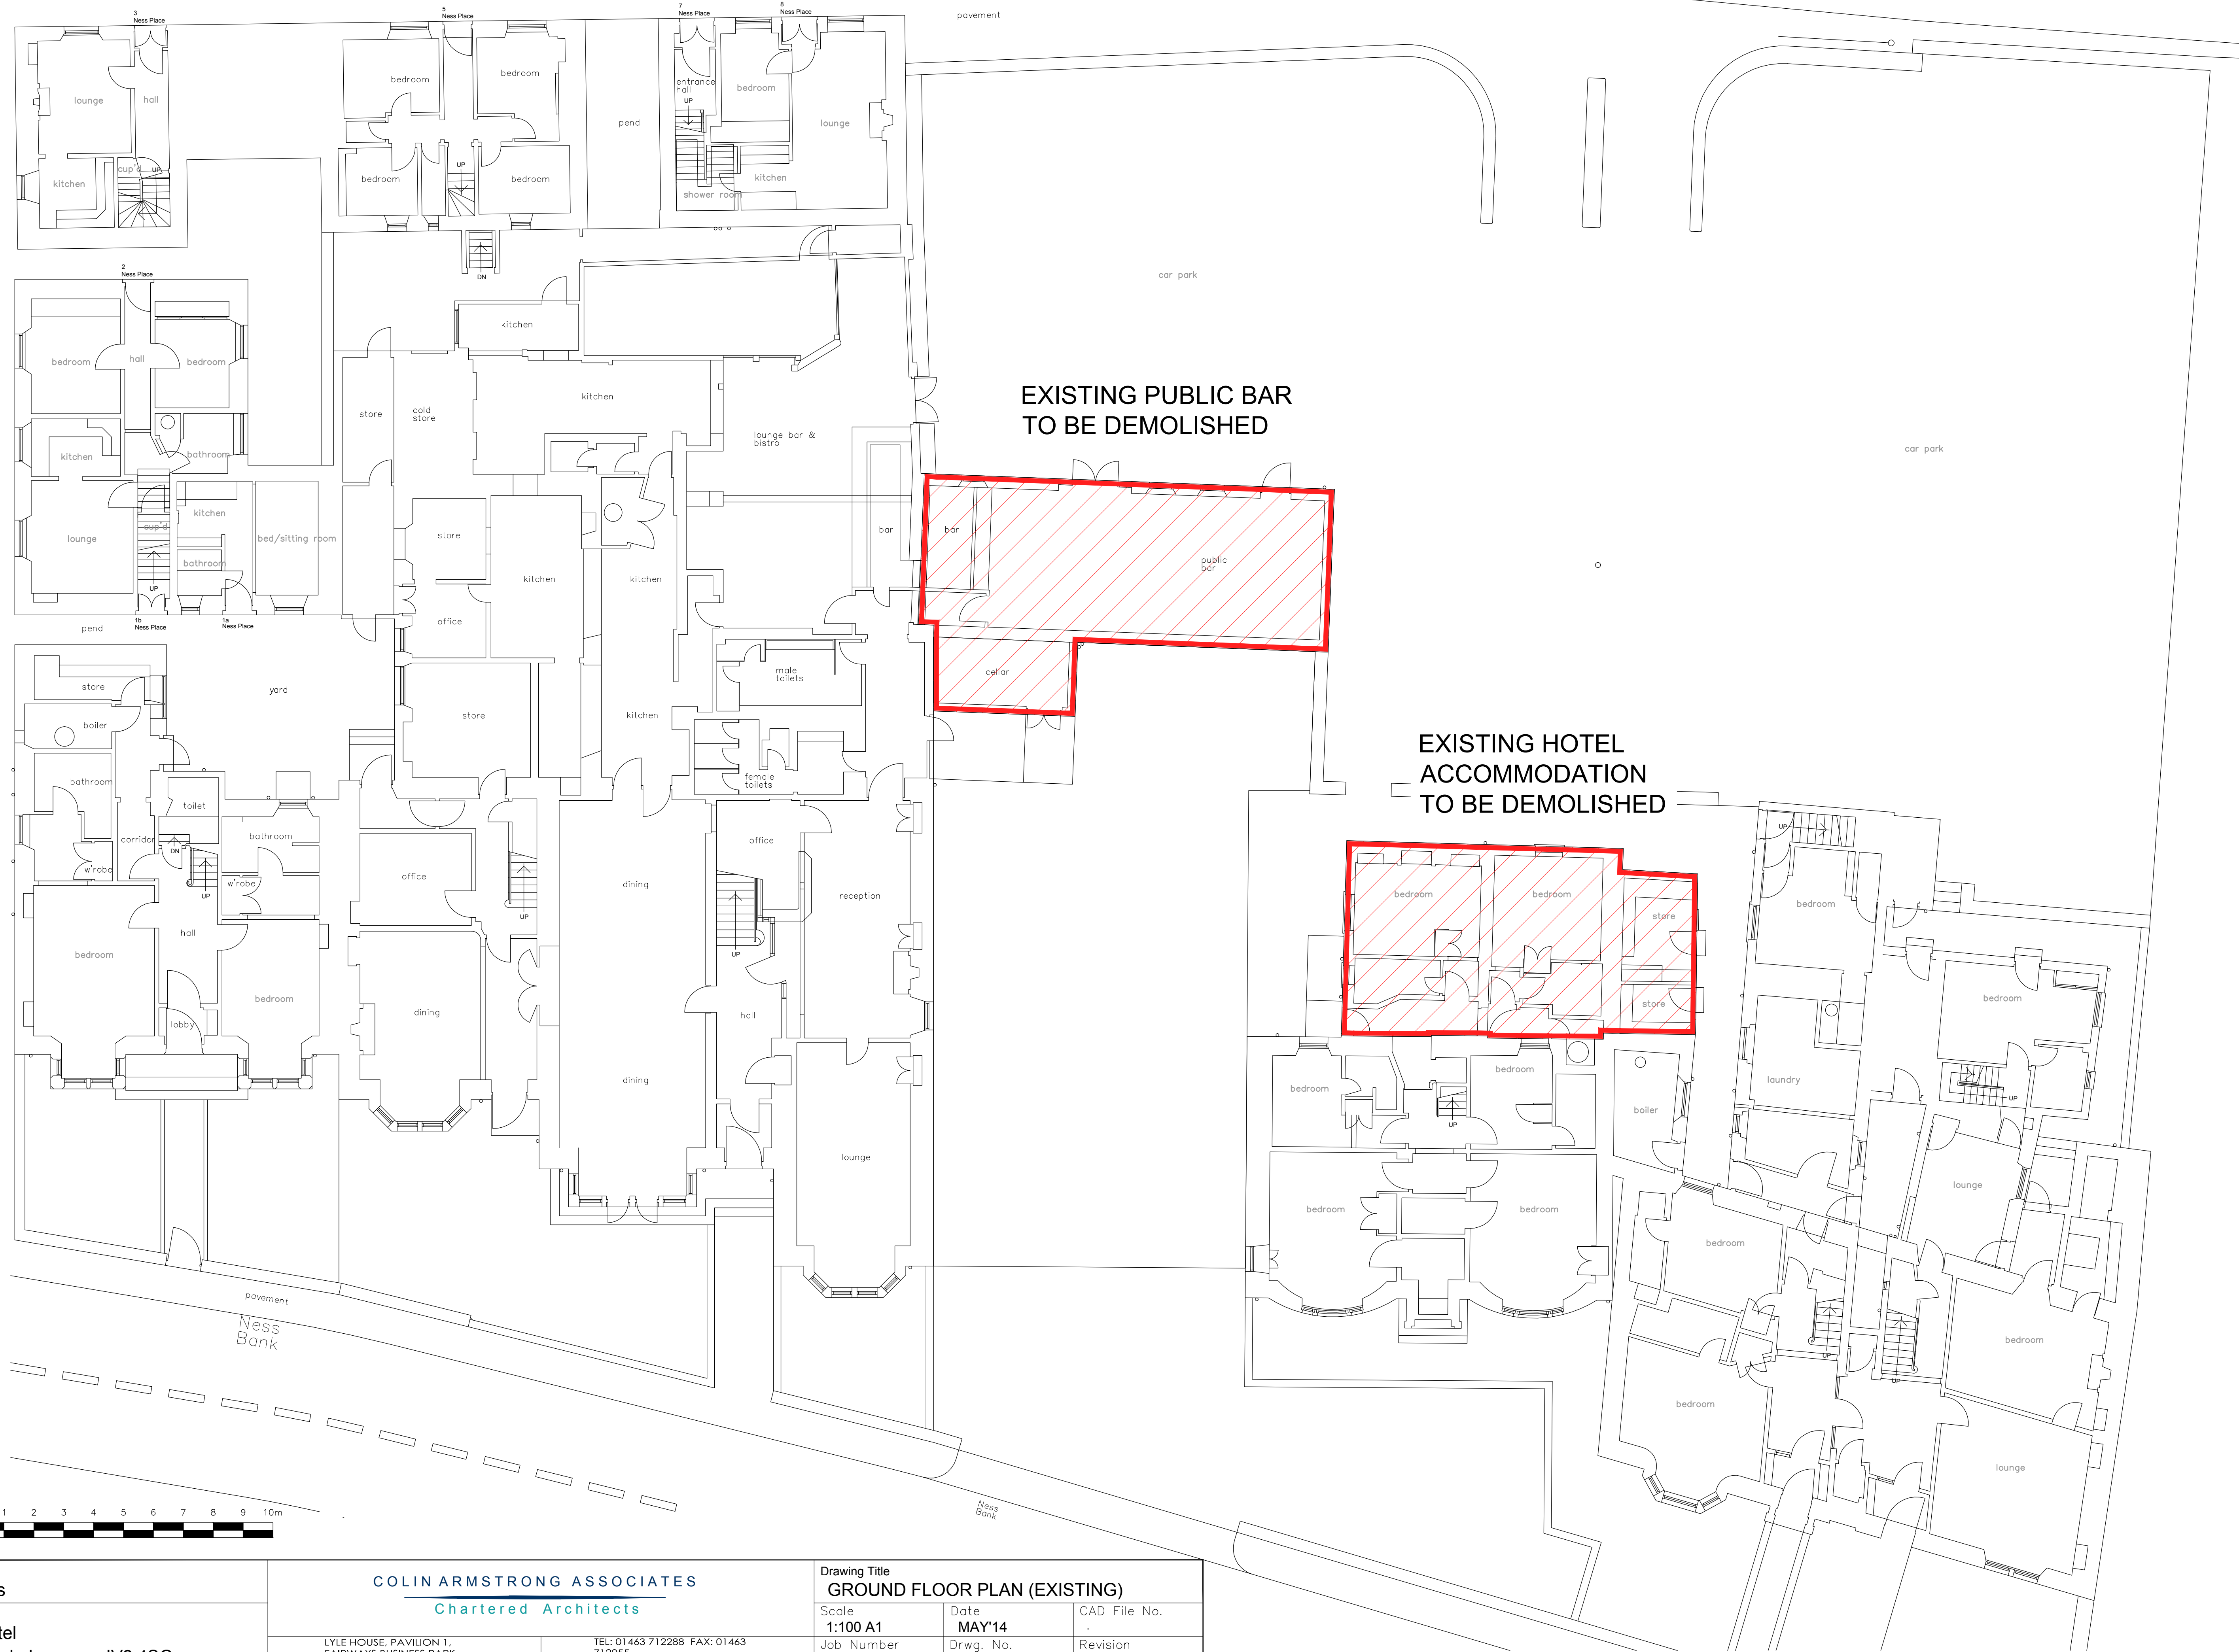 3
Ness Place
5
Ness Place
7
Ness Place
8
Ness Place
pavement
lounge
hall
bedroom
bedroom
entrance
hall
UP
bedroom
lounge
pend
cup'd
UP
kitchen
bedroom
UP
bedroom
kitchen
shower room
DN
car park
2
Ness Place
kitchen
bedroom
hall
bedroom
store
cold
store
kitchen
EXISTING PUBLIC BAR
TO BE DEMOLISHED
lounge bar &
bistro
car park
kitchen
bathroom
kitchen
cup'd
lounge
bed/sitting room
store
bar
bar
public
bar
bathroom
kitchen
kitchen
UP
office
1b
Ness Place
1a
Ness Place
pend
store
yard
male
toilets
cellar
store
kitchen
boiler
EXISTING HOTEL
ACCOMMODATION
TO BE DEMOLISHED
bathroom
female
toilets
toilet
corridor
bathroom
office
DN
UP
w'robe
w'robe
office
dining
UP
reception
bedroom
bedroom
store
UP
bedroom
hall
bedroom
UP
bedroom
bedroom
store
lobby
dining
hall
bedroom
dining
bedroom
bedroom
laundry
UP
boiler
UP
lounge
lounge
bedroom
bedroom
bedroom
pavement
Ness
Bank
bedroom
UP
UP
bedroom
bedroom
lounge
1 2 3 4 5 6 7 8 9 10m
Ness
Bank
s
COLIN ARMSTRONG ASSOCIATES
Chartered Architects
Drawing Title
GROUND FLOOR PLAN (EXISTING)
Scale
1:100 A1
Date
MAY'14
CAD File No.
.
tel
LYLE HOUSE, PAVILION 1,
TEL: 01463 712288 FAX: 01463
Job Number
Drwg. No.
Revision